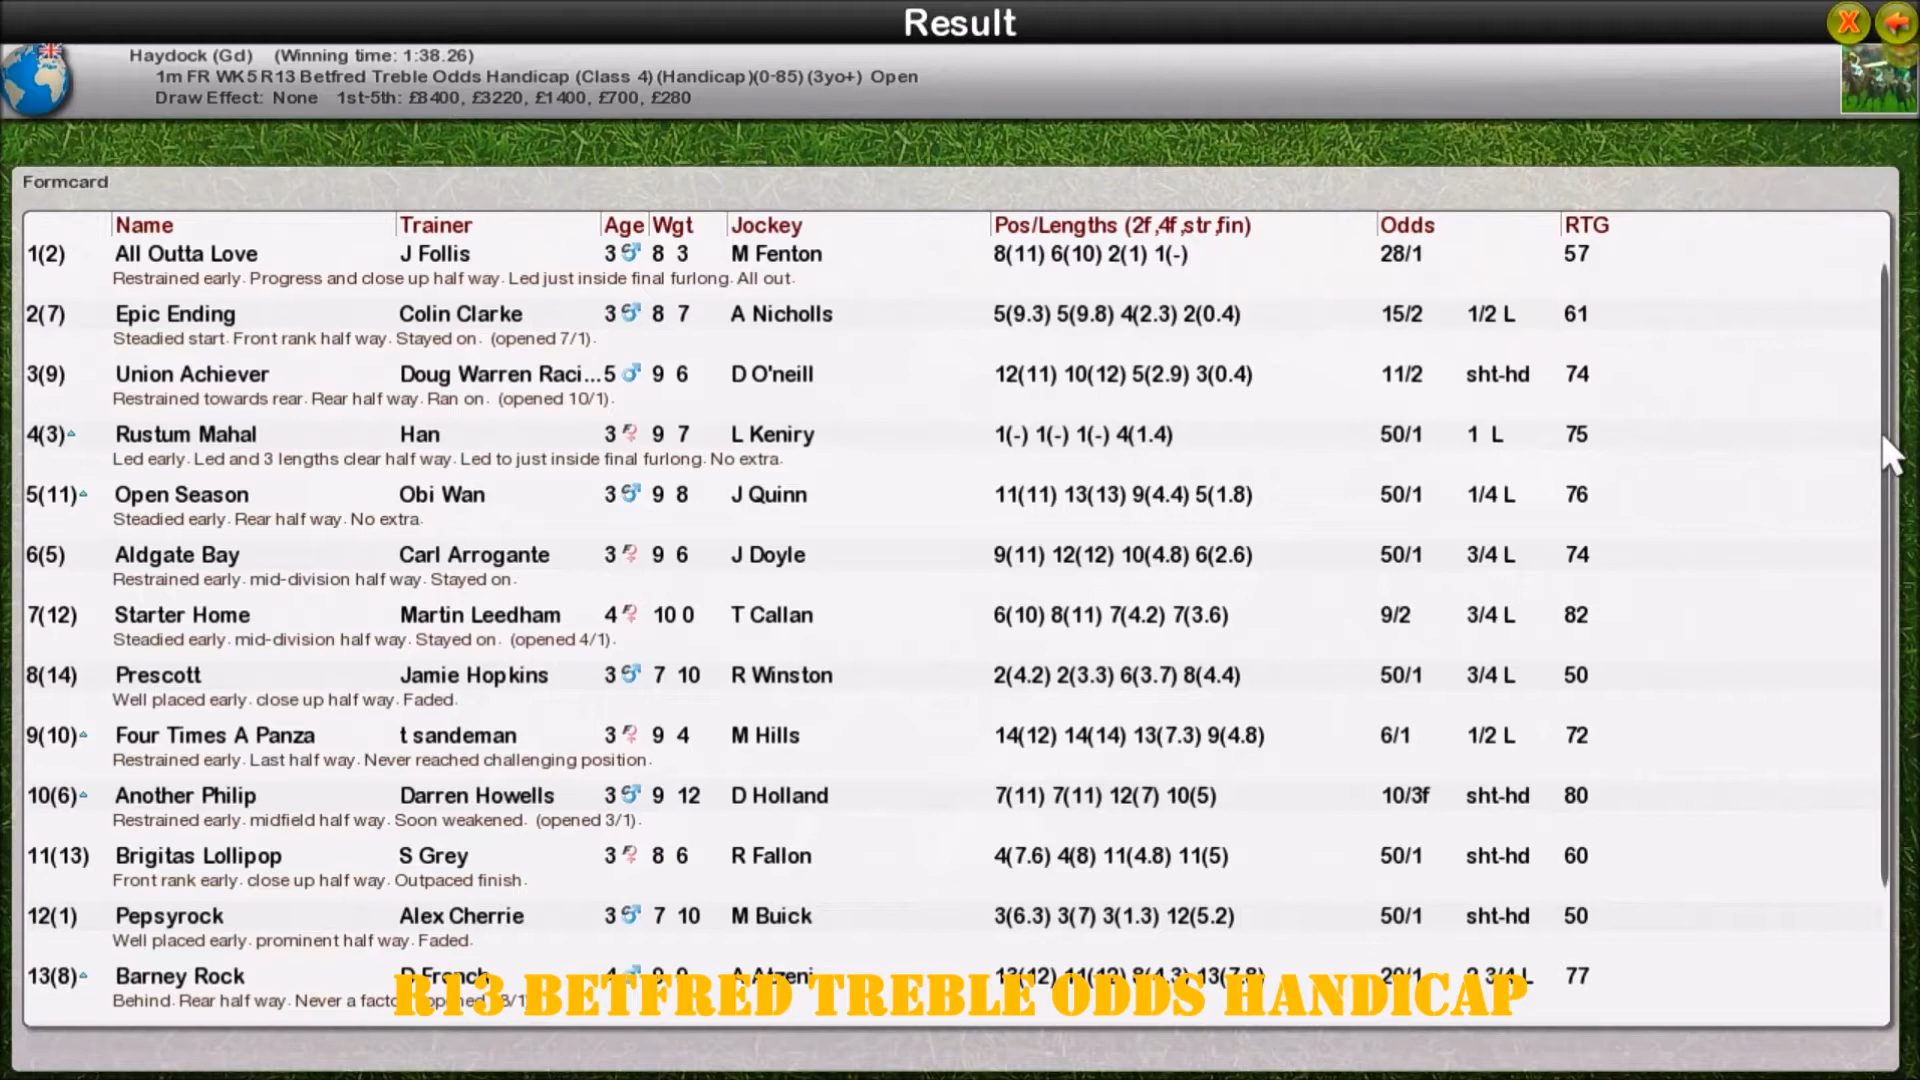 Result
Haydock (Gd) (Winning time: 1:38.26)
1m FR WK5 R13 Betfred Treble Odds Handicap (Class 4) (Handicap)(0-85) (3yo+) Open
Draw Effect: None 1st-5th: £8400, £3220, £1400, £700, £280
Formcard
Name Trainer Age Wgt Jockey Pos/Lengths (2f,4f,str,fin) Odds RTG
1(2) All Outta Love J Follis 3 8 3 M Fenton 8(11) 6(10) 2(1) 1(-) 28/1 57
Restrained early. Progress and close up half way. Led just inside final furlong. All out.
2(7) Epic Ending Colin Clarke 3 8 7 A Nicholls 5(9.3) 5(9.8) 4(2.3) 2(0.4) 15/2 1/2 L 61
Steadied start. Front rank half way. Stayed on. (opened 7/1).
3(9) Union Achiever Doug Warren Raci... 5 9 6 D O'neill 12(11) 10(12) 5(2.9) 3(0.4) 11/2 sht-hd 74
Restrained towards rear. Rear half way. Ran on. (opened 10/1).
4(3) Rustum Mahal Han 3 9 7 L Keniry 1(-) 1(-) 1(-) 4(1.4) 50/1 1 L 75
Led early. Led and 3 lengths clear half way. Led to just inside final furlong. No extra.
5(11) Open Season Obi Wan 3 9 8 J Quinn 11(11) 13(13) 9(4.4) 5(1.8) 50/1 1/4 L 76
Steadied early. Rear half way. No extra.
6(5) Aldgate Bay Carl Arrogante 3 9 6 J Doyle 9(11) 12(12) 10(4.8) 6(2.6) 50/1 3/4 L 74
Restrained early. mid-division half way. Stayed on.
7(12) Starter Home Martin Leedham 4 10 0 T Callan 6(10) 8(11) 7(4.2) 7(3.6) 9/2 3/4 L 82
Steadied early. mid-division half way. Stayed on. (opened 4/1).
8(14) Prescott Jamie Hopkins 3 7 10 R Winston 2(4.2) 2(3.3) 6(3.7) 8(4.4) 50/1 3/4 L 50
Well placed early. close up half way. Faded.
9(10) Four Times A Panza t sandeman 3 9 4 M Hills 14(12) 14(14) 13(7.3) 9(4.8) 6/1 1/2 L 72
Restrained early. Last half way. Never reached challenging position.
10(6) Another Philip Darren Howells 3 9 12 D Holland 7(11) 7(11) 12(7) 10(5) 10/3f sht-hd 80
Restrained early. midfield half way. Soon weakened. (opened 3/1).
11(13) Brigitas Lollipop S Grey 3 8 6 R Fallon 4(7.6) 4(8) 11(4.8) 11(5) 50/1 sht-hd 60
Front rank early. close up half way. Outpaced finish.
12(1) Pepsyrock Alex Cherrie 3 7 10 M Buick 3(6.3) 3(7) 3(1.3) 12(5.2) 50/1 sht-hd 50
Well placed early. prominent half way. Faded.
13(8) Barney Rock D French 4 9 9 A Atzeni 13(12) 11(12) 8(4.3) 13(7.8) 20/1 2 3/4 L 77
Behind. Rear half way. Never a
R13 BETFRED TREBLE ODDS HANDICAP